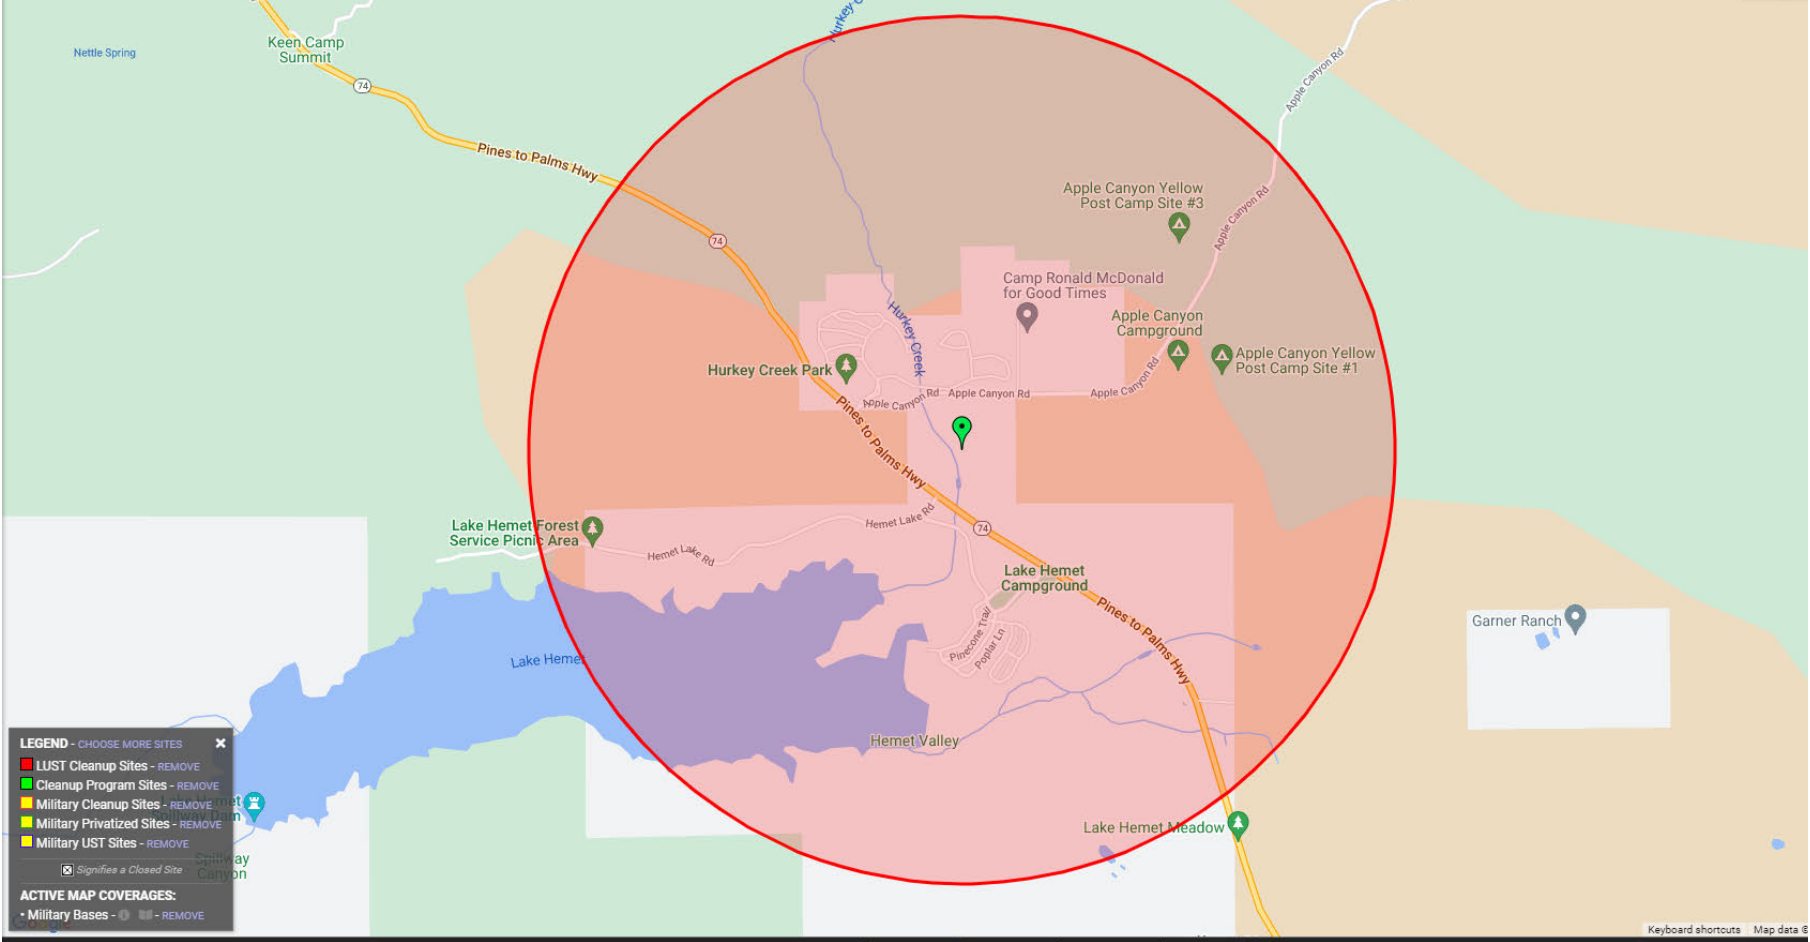 Hurkey C
Keen Camp
Summit
Nettle Spring
74
Apple Canyon Rd
Pines to Palms Hwy
Apple Canyon Yellow
Post Camp Site #3
Apple Canyon Rd
74
Camp Ronald McDonald
for Good Times
Hurkey Creek
Apple Canyon
Campground
Apple Canyon Yellow
Post Camp Site #1
Hurkey Creek Park
Apple Canyon Rd
Apple Canyon Rd
Apple Canyon Rd
Pines to Palms Hwy
Lake Hemet Forest
Service Picnic Area
Hemet Lake Rd
74
Hemet Lake Rd
Lake Hemet
Campground
Pines to Palms Hwy
Pinecone Trail
Poplar Ln
Garner Ranch
Lake Hemet
Hemet Valley
Lake Hemet Meadow
LEGEND - CHOOSE MORE SITES
LUST Cleanup Sites - REMOVE
Cleanup Program Sites - REMOVE
Military Cleanup Sites - REMOVE
Military Privatized Sites - REMOVE
Military UST Sites - REMOVE
Lake Hemet
Spillway Dam
Spillway
Canyon
Signifies a Closed Site
ACTIVE MAP COVERAGES:
• Military Bases - - REMOVE
Google
Keyboard shortcuts
Map data ©